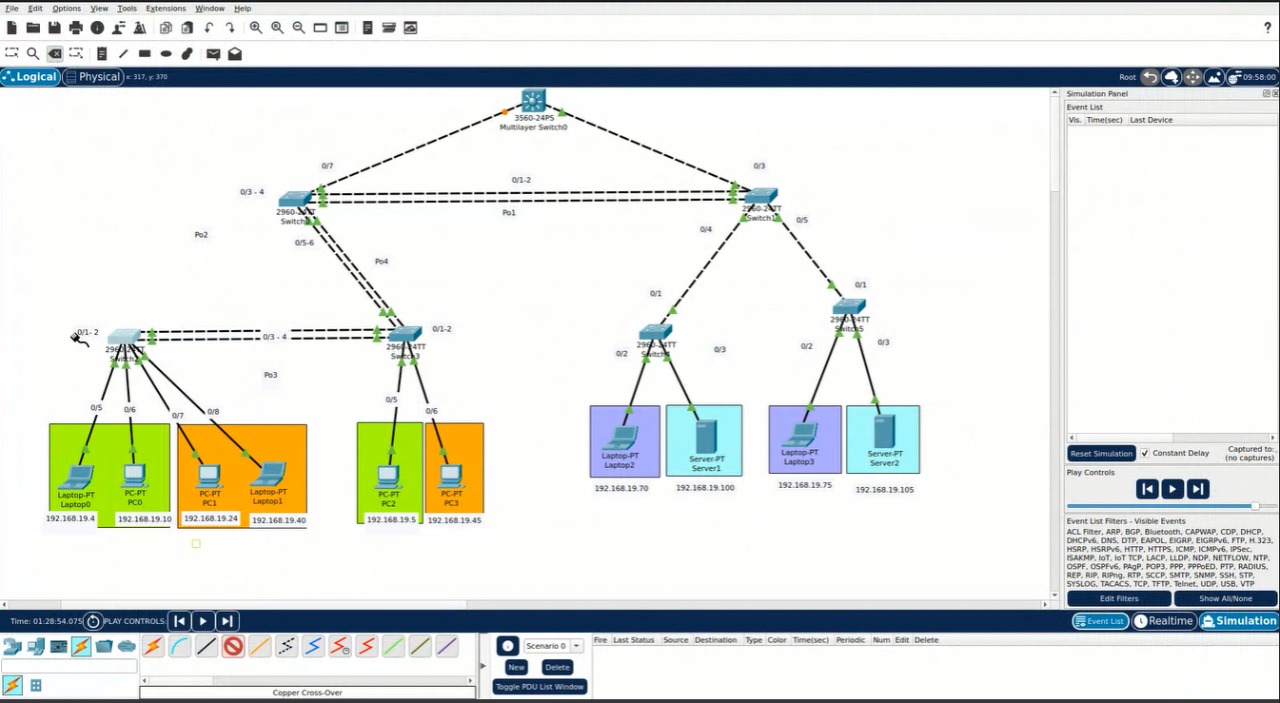 File Edit Options View Tools Extensions Window Help
?
Logical Physical x: 317, y: 370 Root 09:58:00
3560-24PS
Multilayer Switch0
0/7
0/3
0/3 - 4
0/1-2
2960-24TT
2960-24TT
Po1
0/5
Po2
0/5-6
0/4
Po4
0/1
0/1
2960-24TT
Switch5
0/1- 2
0/3 - 4
0/1-2
2960-24TT
2960-24TT
Switch3
2960-24TT
0/2
0/3
0/2
0/3
Po3
0/5
0/6
0/7
0/8
0/5
0/6
Laptop-PT
Laptop0
PC-PT
PC0
PC-PT
PC1
Laptop-PT
Laptop1
PC-PT
PC2
PC-PT
PC3
Laptop-PT
Laptop2
Server-PT
Server1
Laptop-PT
Laptop3
Server-PT
Server2
192.168.19.4
192.168.19.10
192.168.19.24
192.168.19.40
192.168.19.5
192.168.19.45
192.168.19.70
192.168.19.100
192.168.19.75
192.168.19.105
Simulation Panel
Event List
Vis. Time(sec) Last Device
Reset Simulation Constant Delay Captured to:
(no captures)
Play Controls
Event List Filters - Visible Events
ACL Filter, ARP, BGP, Bluetooth, CAPWAP, CDP, DHCP,
DHCPv6, DNS, DTP, EAPOL, EIGRP, EIGRPv6, FTP, H.323,
HSRP, HSRPv6, HTTP, HTTPS, ICMP, ICMPv6, IPSec,
ISAKMP, IoT, IoT TCP, LACP, LLDP, NDP, NETFLOW, NTP,
OSPF, OSPFv6, PAgP, POP3, PPP, PPPoED, PTP, RADIUS,
REP, RIP, RIPng, RTP, SCCP, SMTP, SNMP, SSH, STP,
SYSLOG, TACACS, TCP, TFTP, Telnet, UDP, USB, VTP
Edit Filters Show All/None
Time: 01:28:54.075 PLAY CONTROLS: Event List Realtime Simulation
Scenario 0
New Delete
Toggle PDU List Window
Fire Last Status Source Destination Type Color Time(sec) Periodic Num Edit Delete
Copper Cross-Over